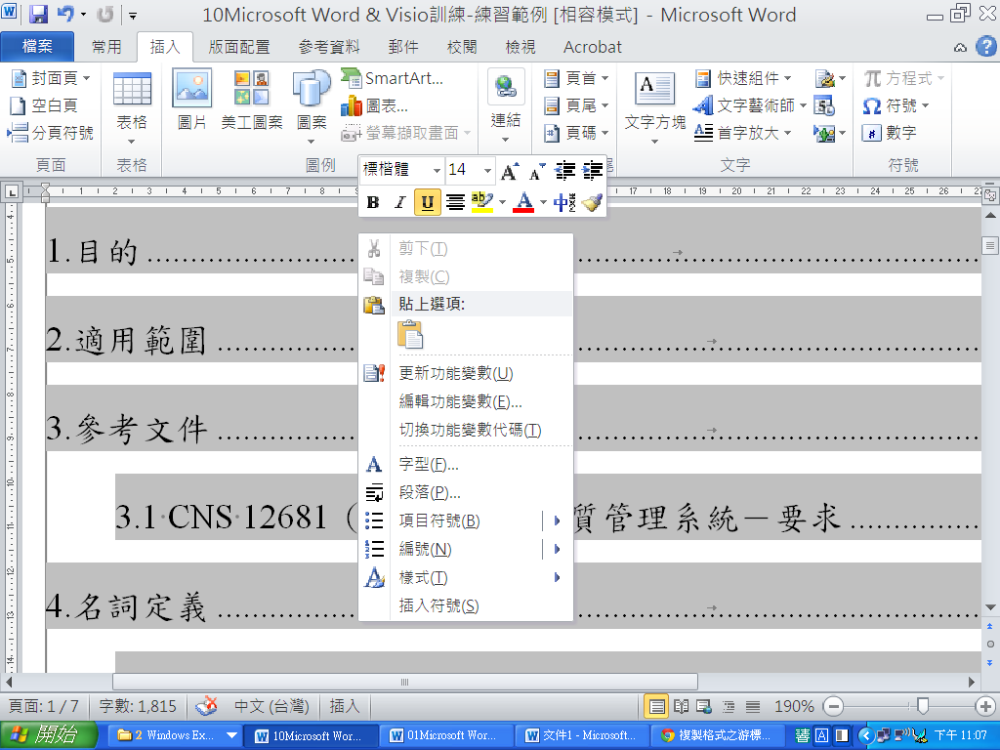 10Microsoft Word & Visio訓練-練習範例 [相容模式] - Microsoft Word
檔案 常用 插入 版面配置 參考資料 郵件 校閱 檢視 Acrobat
封面頁
空白頁
分頁符號
頁面
表格
表格
圖片
美工圖案
圖案
SmartArt...
圖表...
螢幕擷取畫面
圖例
連結
頁首
頁尾
頁碼
文字方塊
快速組件
文字藝術師
首字放大
文字
方程式
符號
數字
符號
標楷體 14
B I U
1.目的
2.適用範圍
3.參考文件
3.1 CNS 12681（
質管理系統－要求
4.名詞定義
剪下(T)
複製(C)
貼上選項:
更新功能變數(U)
編輯功能變數(E)...
切換功能變數代碼(T)
字型(F)...
段落(P)...
項目符號(B)
編號(N)
樣式(T)
插入符號(S)
頁面: 1 / 7 字數: 1,815 中文 (台灣) 插入 190%
開始 2 Windows Ex... 10Microsoft Wor... 01Microsoft Wor... 文件1 - Microsoft... 複製格式之游標... 下午 11:07